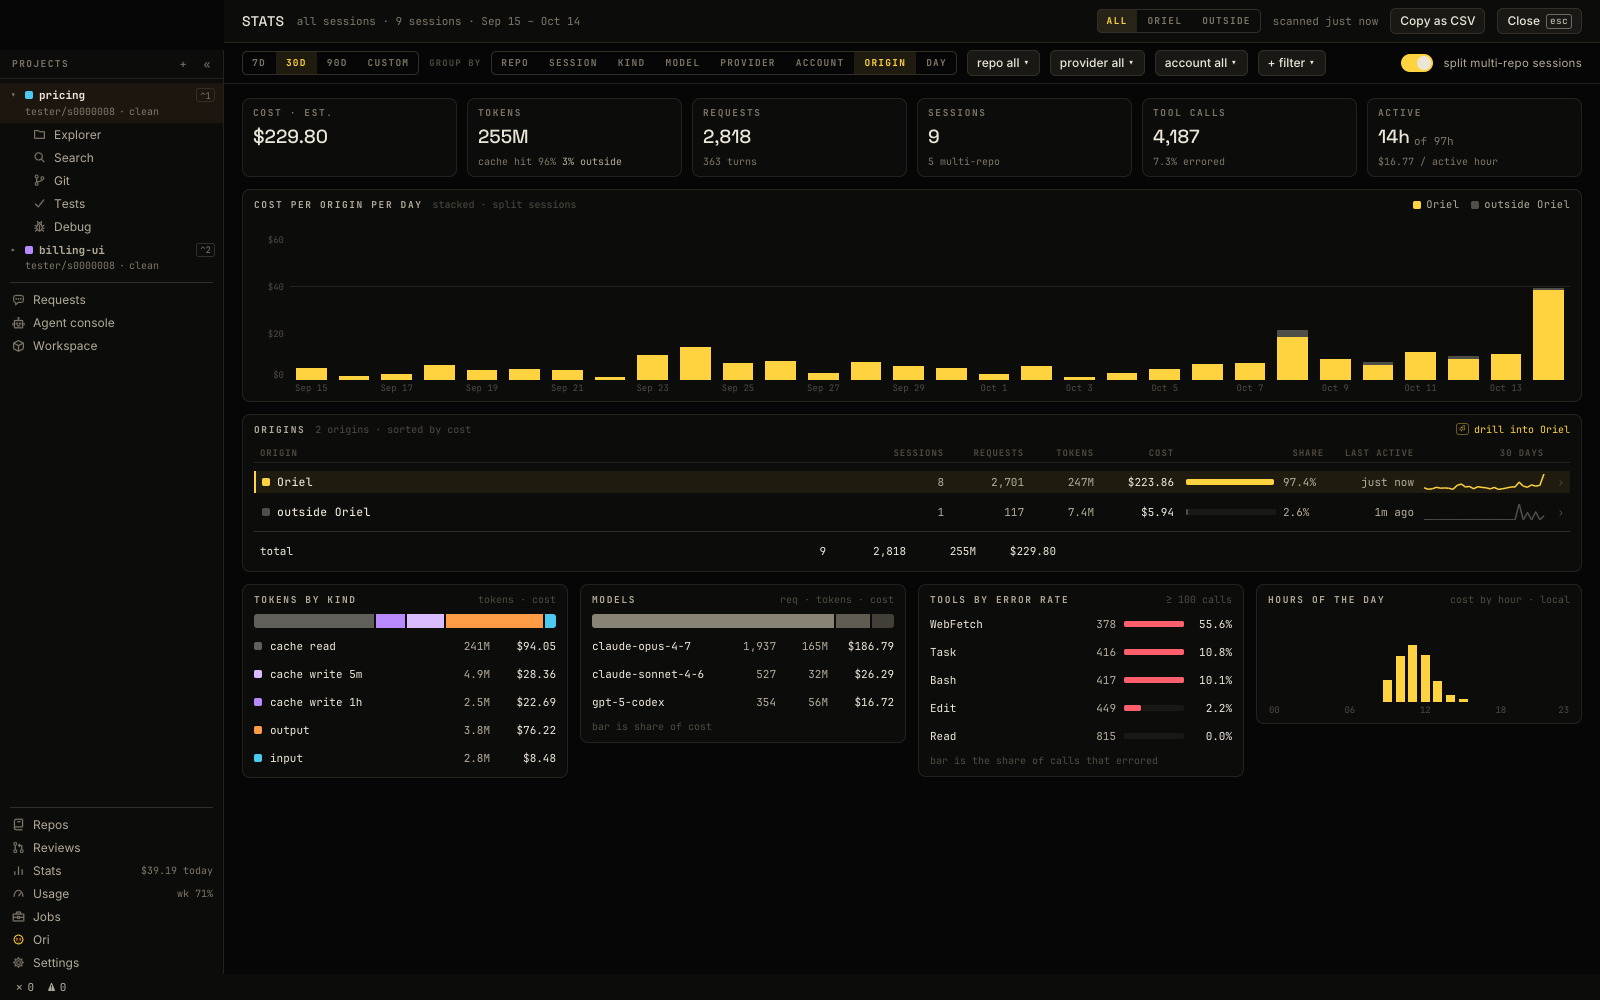 STATS all sessions · 9 sessions · Sep 15 – Oct 14
ALL ORIEL OUTSIDE scanned just now Copy as CSV Close esc
PROJECTS + «
7D 30D 90D CUSTOM GROUP BY REPO SESSION KIND MODEL PROVIDER ACCOUNT ORIGIN DAY repo all provider all account all + filter split multi-repo sessions
pricing ^1
tester/s0000008 · clean
Explorer
Search
Git
Tests
Debug
billing-ui ^2
tester/s0000008 · clean
Requests
Agent console
Workspace
Repos
Reviews
Stats $39.19 today
Usage wk 71%
Jobs
Ori
Settings
× 0 0
COST · EST.
$229.80
TOKENS
255M
cache hit 96% 3% outside
REQUESTS
2,818
363 turns
SESSIONS
9
5 multi-repo
TOOL CALLS
4,187
7.3% errored
ACTIVE
14h of 97h
$16.77 / active hour
COST PER ORIGIN PER DAY stacked · split sessions
Oriel outside Oriel
$60
$40
$20
$0
Sep 15 Sep 17 Sep 19 Sep 21 Sep 23 Sep 25 Sep 27 Sep 29 Oct 1 Oct 3 Oct 5 Oct 7 Oct 9 Oct 11 Oct 13
ORIGINS 2 origins · sorted by cost
drill into Oriel
ORIGIN SESSIONS REQUESTS TOKENS COST SHARE LAST ACTIVE 30 DAYS
Oriel 8 2,701 247M $223.86 97.4% just now ›
outside Oriel 1 117 7.4M $5.94 2.6% 1m ago ›
total 9 2,818 255M $229.80
TOKENS BY KIND tokens · cost
cache read 241M $94.05
cache write 5m 4.9M $28.36
cache write 1h 2.5M $22.69
output 3.8M $76.22
input 2.8M $8.48
MODELS req · tokens · cost
claude-opus-4-7 1,937 165M $186.79
claude-sonnet-4-6 527 32M $26.29
gpt-5-codex 354 56M $16.72
bar is share of cost
TOOLS BY ERROR RATE ≥ 100 calls
WebFetch 378 55.6%
Task 416 10.8%
Bash 417 10.1%
Edit 449 2.2%
Read 815 0.0%
bar is the share of calls that errored
HOURS OF THE DAY cost by hour · local
00 06 12 18 23